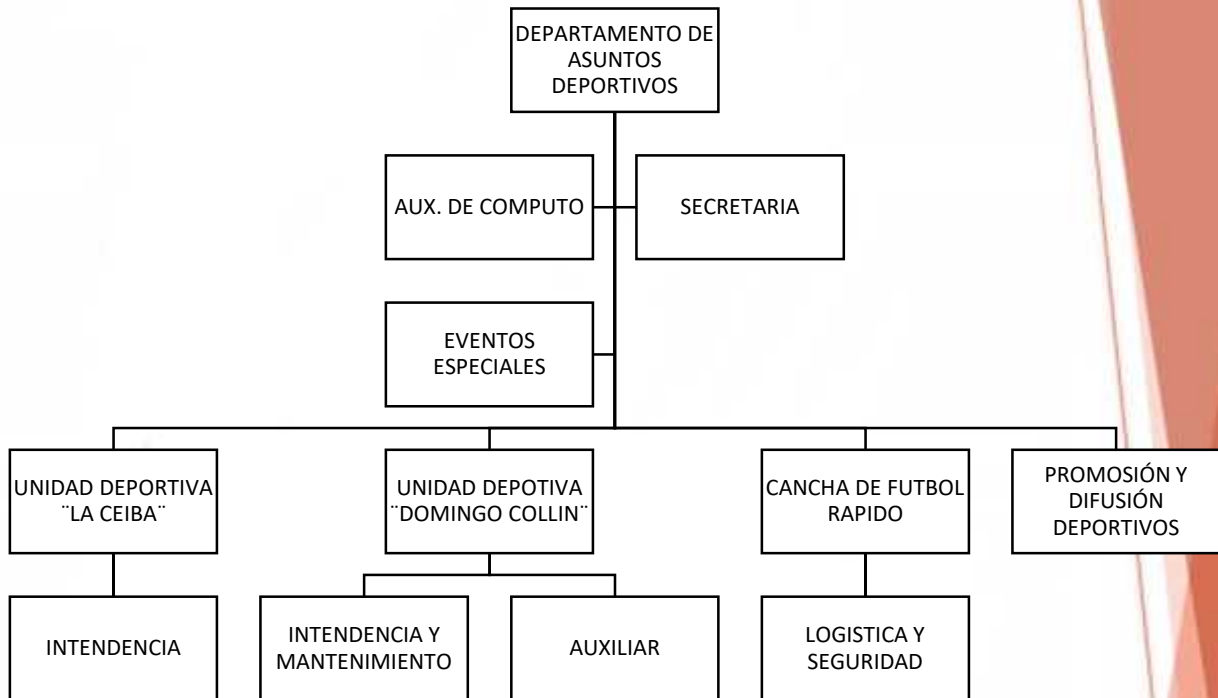 DEPARTAMENTO DE
ASUNTOS
DEPORTIVOS
AUX. DE COMPUTO
SECRETARIA
EVENTOS
ESPECIALES
UNIDAD DEPORTIVA
¨LA CEIBA¨
UNIDAD DEPOTIVA
¨DOMINGO COLLIN¨
CANCHA DE FUTBOL
RAPIDO
PROMOSIÓN Y
DIFUSIÓN
DEPORTIVOS
INTENDENCIA
INTENDENCIA Y
MANTENIMIENTO
AUXILIAR
LOGISTICA Y
SEGURIDAD